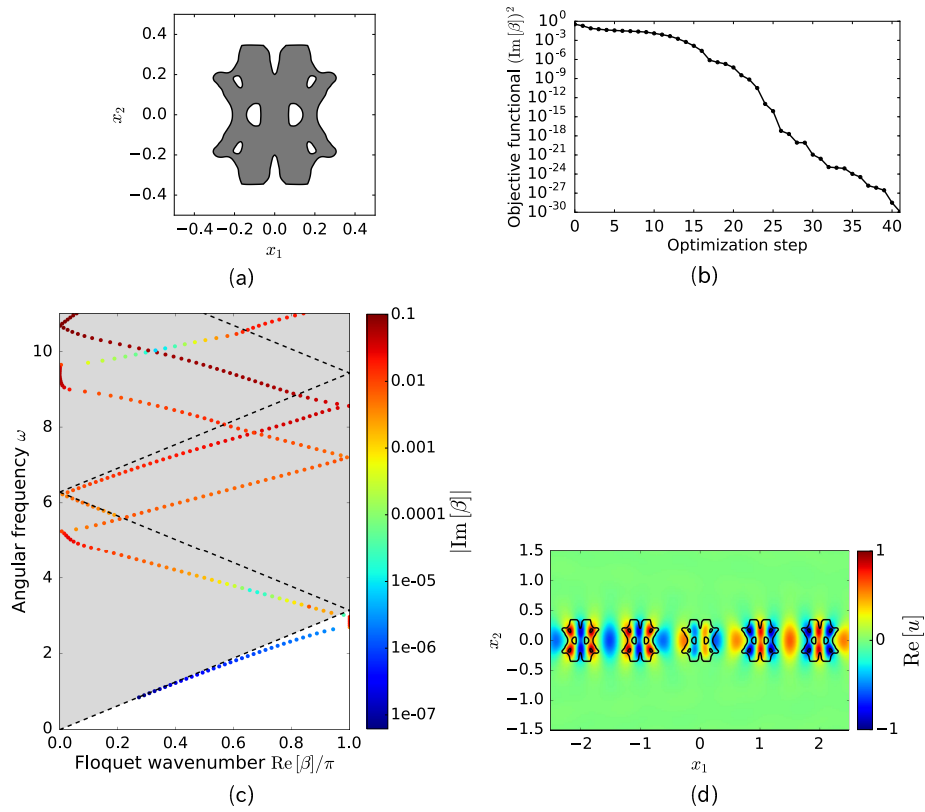 0.4
0.2
0.0
−0.2
−0.4
x₂
−0.4 −0.2 0.0 0.2 0.4
x₁
(a)
10⁰
10⁻³
10⁻⁶
10⁻⁹
10⁻¹²
10⁻¹⁵
10⁻¹⁸
10⁻²¹
10⁻²⁴
10⁻²⁷
10⁻³⁰
Objective functional (Im [β])²
0 5 10 15 20 25 30 35 40
Optimization step
(b)
10
8
6
4
2
0
Angular frequency ω
0.0 0.2 0.4 0.6 0.8 1.0
Floquet wavenumber Re [β]/π
0.1
0.01
0.001
0.0001
1e-05
1e-06
1e-07
|Im [β]|
(c)
1.5
1.0
0.5
0.0
−0.5
−1.0
−1.5
x₂
−2 −1 0 1 2
x₁
1
0
−1
Re [u]
(d)